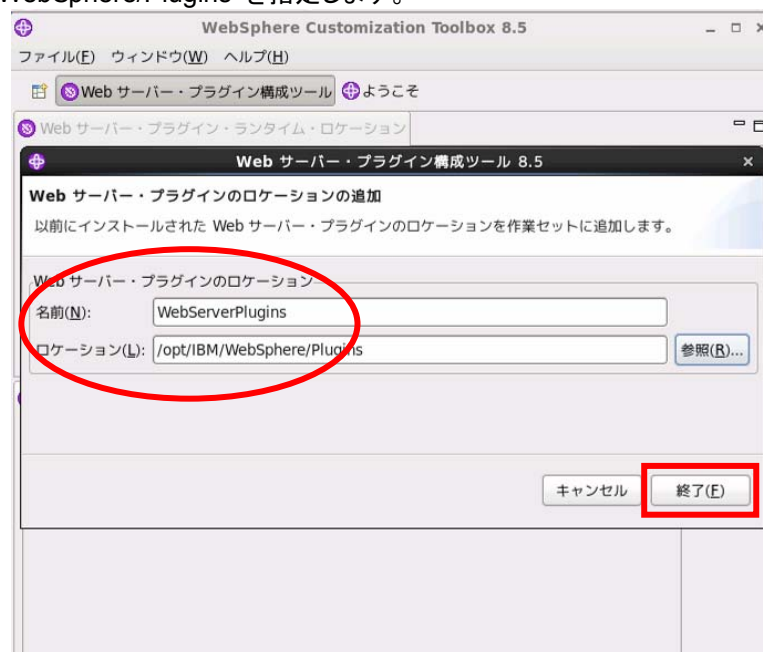 WebSphere/Plugins を指定します。
WebSphere Customization Toolbox 8.5
ファイル(F) ウィンドウ(W) ヘルプ(H)
Web サーバー・プラグイン構成ツール ようこそ
Web サーバー・プラグイン・ランタイム・ロケーション
Web サーバー・プラグイン構成ツール 8.5
Web サーバー・プラグインのロケーションの追加
以前にインストールされた Web サーバー・プラグインのロケーションを作業セットに追加します。
Web サーバー・プラグインのロケーション
名前(N): WebServerPlugins
ロケーション(L): /opt/IBM/WebSphere/Plugins 参照(R)...
キャンセル 終了(F)